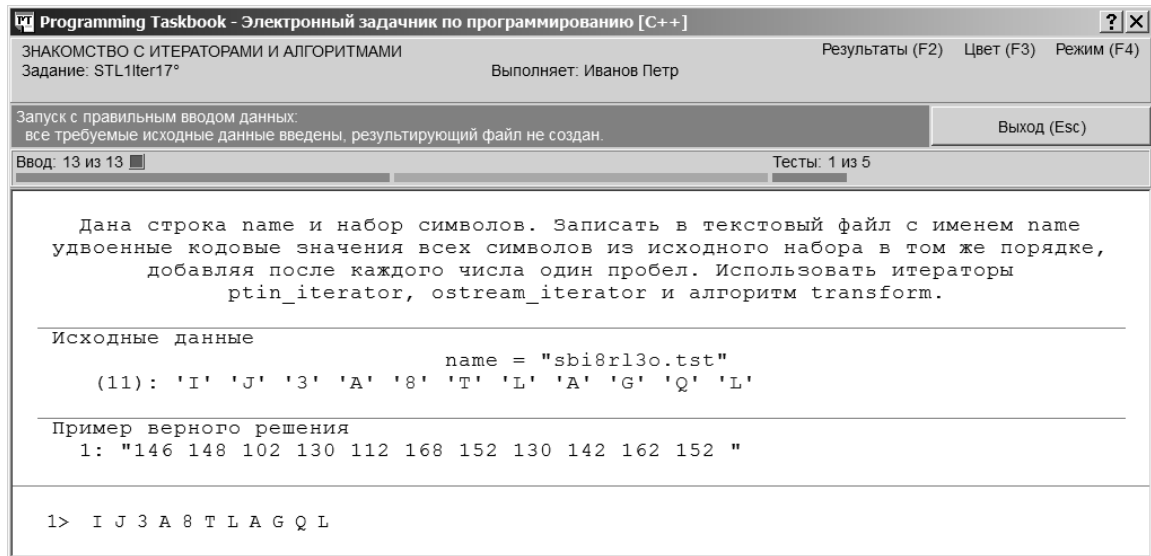 Programming Taskbook - Электронный задачник по программированию [C++]
ЗНАКОМСТВО С ИТЕРАТОРАМИ И АЛГОРИТМАМИ
Результаты (F2) Цвет (F3) Режим (F4)
Задание: STL1Iter17° Выполняет: Иванов Петр
Запуск с правильным вводом данных:
все требуемые исходные данные введены, результирующий файл не создан.
Выход (Esc)
Ввод: 13 из 13 Тесты: 1 из 5
Дана строка name и набор символов. Записать в текстовый файл с именем name
удвоенные кодовые значения всех символов из исходного набора в том же порядке,
добавляя после каждого числа один пробел. Использовать итераторы
ptin_iterator, ostream_iterator и алгоритм transform.
Исходные данные
name = "sbi8rl3o.tst"
(11): 'I' 'J' '3' 'A' '8' 'T' 'L' 'A' 'G' 'Q' 'L'
Пример верного решения
1: "146 148 102 130 112 168 152 130 142 162 152 "
1> I J 3 A 8 T L A G Q L